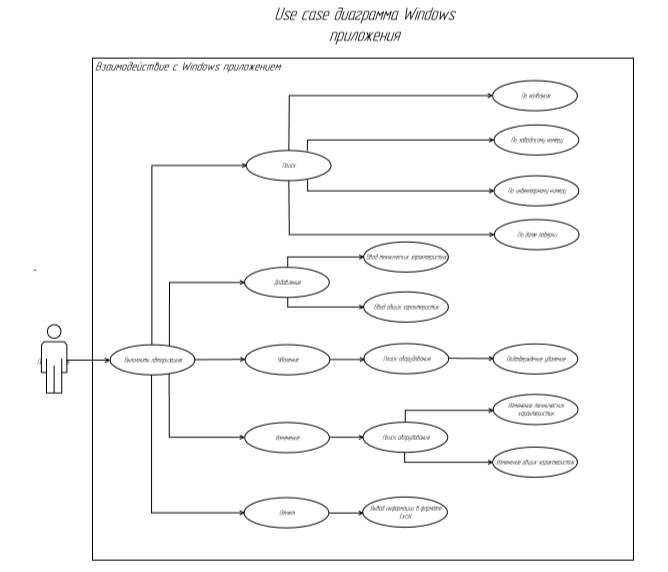 Use case диаграмма Windows
приложения
Взаимодействие с Windows приложением
По названию
По заводскому номеру
Поиск
По инвентарному номеру
По дате поверки
Ввод технических характеристик
Добавление
Ввод общих характеристик
Выполнить авторизацию
Удаление
Поиск оборудования
Подтверждение удаления
Изменение технических
характеристик
Изменение
Поиск оборудования
Изменение общих характеристик
Отчет
Вывод информации в формате
Excel